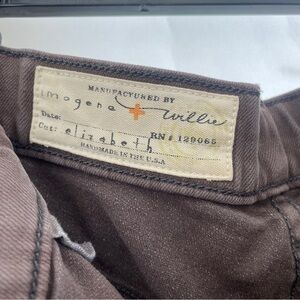 MANUFACTURED BY
imogene + willie
Date:
Cut: elizabeth RN# 129065
HANDMADE IN THE U.S.A